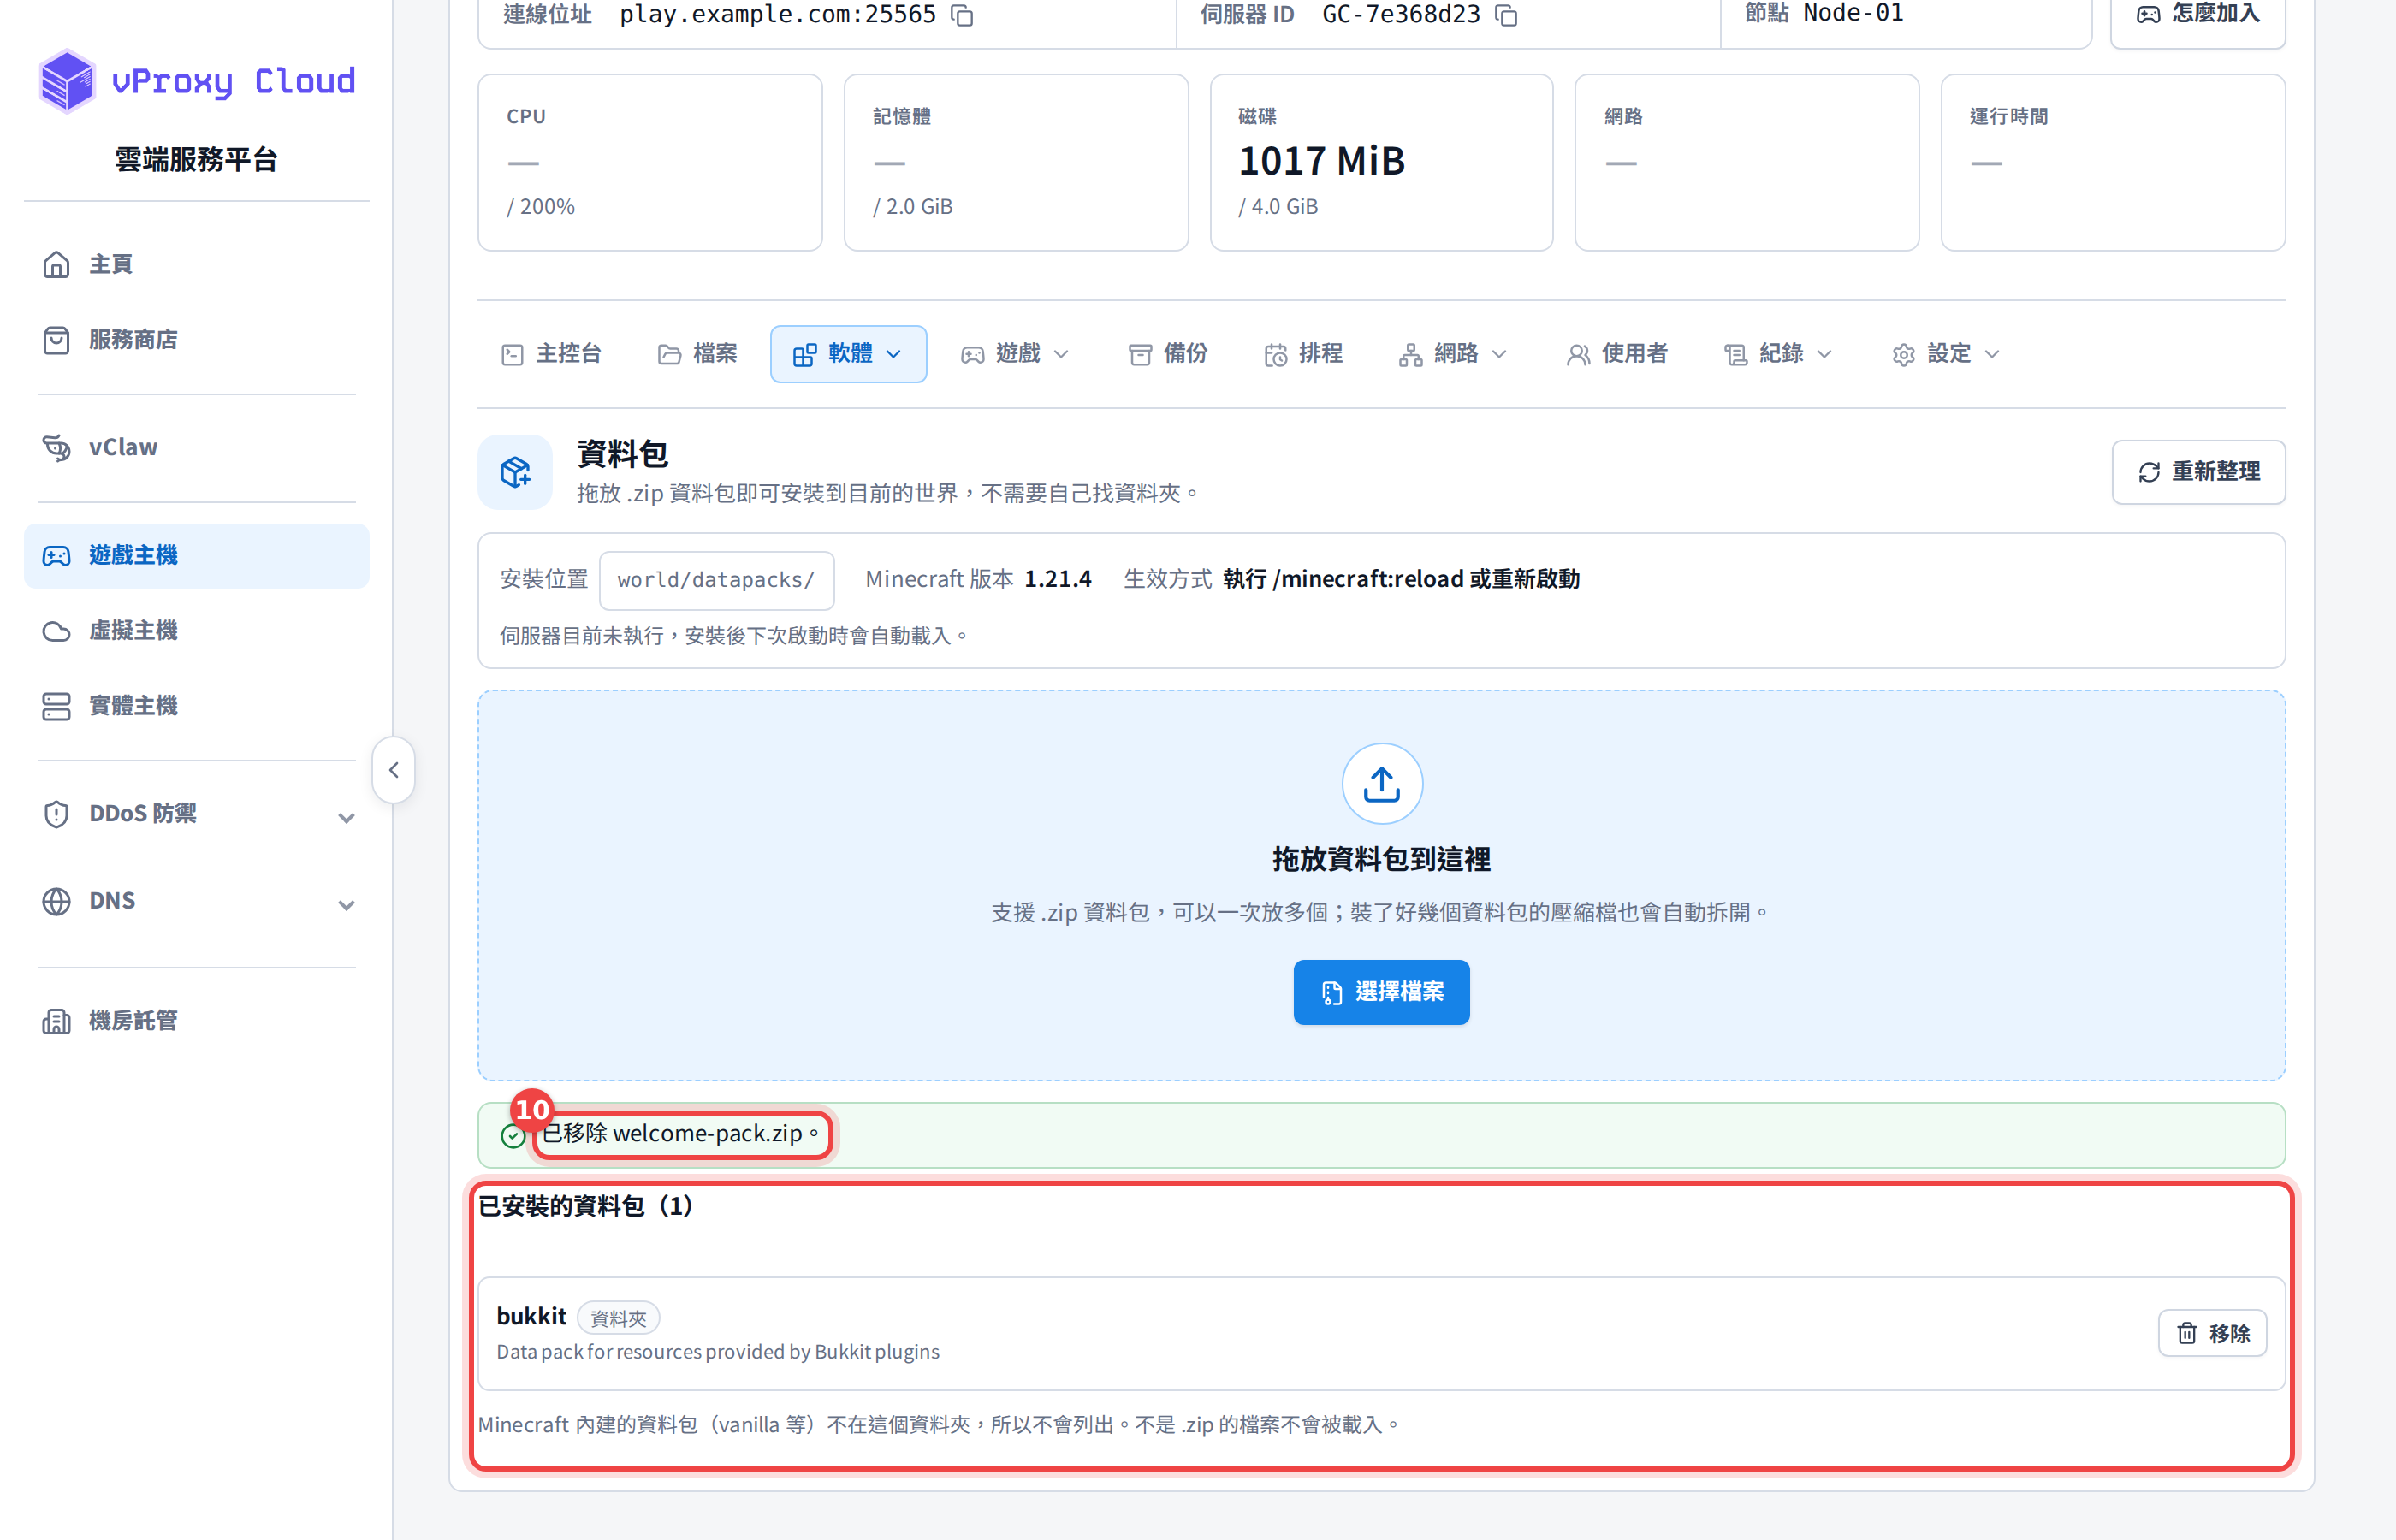 vProxy Cloud
雲端服務平台
主頁
服務商店
vClaw
遊戲主機
虛擬主機
實體主機
DDoS 防禦
DNS
機房託管
連線位址 play.example.com:25565
伺服器 ID GC-7e368d23
節點 Node-01
怎麼加入
CPU
—
/ 200%
記憶體
—
/ 2.0 GiB
磁碟
1017 MiB
/ 4.0 GiB
網路
—
運行時間
—
主控台
檔案
軟體
遊戲
備份
排程
網路
使用者
紀錄
設定
資料包
拖放 .zip 資料包即可安裝到目前的世界，不需要自己找資料夾。
重新整理
安裝位置 world/datapacks/ Minecraft 版本 1.21.4 生效方式 執行 /minecraft:reload 或重新啟動
伺服器目前未執行，安裝後下次啟動時會自動載入。
拖放資料包到這裡
支援 .zip 資料包，可以一次放多個；裝了好幾個資料包的壓縮檔也會自動拆開。
選擇檔案
10
已移除 welcome-pack.zip。
已安裝的資料包（1）
bukkit 資料夾
Data pack for resources provided by Bukkit plugins
移除
Minecraft 內建的資料包（vanilla 等）不在這個資料夾，所以不會列出。不是 .zip 的檔案不會被載入。